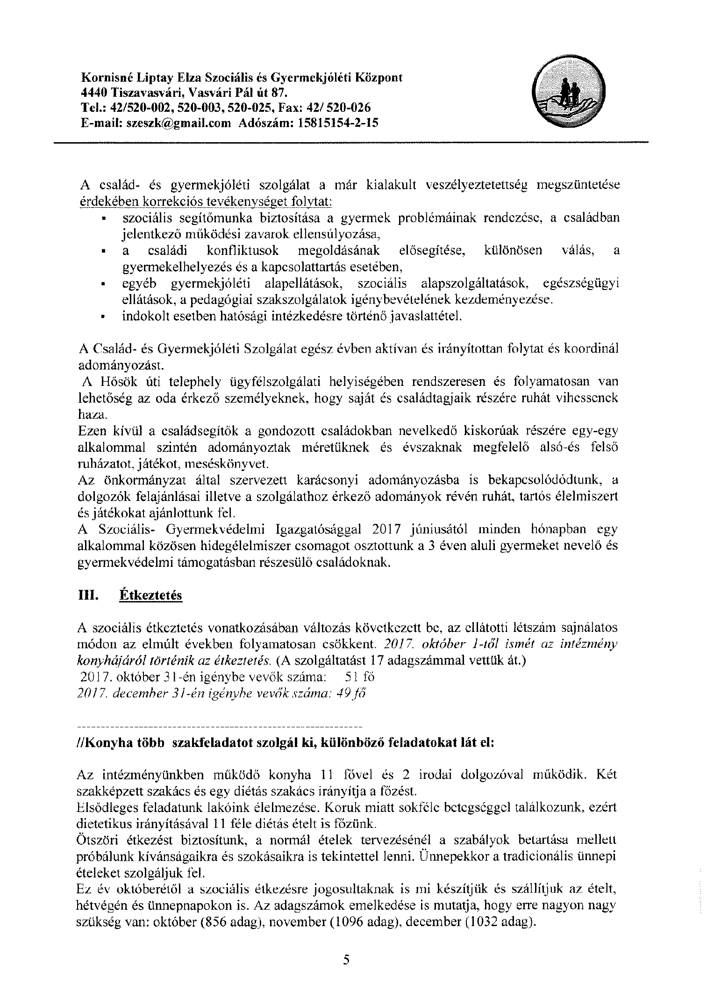 Kornisné Liptay Elza Szociális és Gyermekjóléti Központ
4440 Tiszavasvári, Vasvári Pál út 87.
Tel.: 42/520-002, 520-003, 520-025, Fax: 42/ 520-026
E-mail: szeszk@gmail.com Adószám: 15815154-2-15
A család- és gyermekjóléti szolgálat a már kialakult veszélyeztetettség megszüntetése
érdekében korrekciós tevékenységet folytat:
▪ szociális segítőmunka biztosítása a gyermek problémáinak rendezése, a családban
jelentkező működési zavarok ellensúlyozása,
▪ a családi konfliktusok megoldásának elősegítése, különösen válás, a
gyermekelhelyezés és a kapcsolattartás esetében,
▪ egyéb gyermekjóléti alapellátások, szociális alapszolgáltatások, egészségügyi
ellátások, a pedagógiai szakszolgálatok igénybevételének kezdeményezése.
▪ indokolt esetben hatósági intézkedésre történő javaslattétel.
A Család- és Gyermekjóléti Szolgálat egész évben aktívan és irányítottan folytat és koordinál
adományozást.
A Hősök úti telephely ügyfélszolgálati helyiségében rendszeresen és folyamatosan van
lehetőség az oda érkező személyeknek, hogy saját és családtagjaik részére ruhát vihessenek
haza.
Ezen kívül a családsegítők a gondozott családokban nevelkedő kiskorúak részére egy-egy
alkalommal szintén adományoztak méretüknek és évszaknak megfelelő alsó-és felső
ruházatot, játékot, meséskönyvet.
Az önkormányzat által szervezett karácsonyi adományozásba is bekapcsolódódtunk, a
dolgozók felajánlásai illetve a szolgálathoz érkező adományok révén ruhát, tartós élelmiszert
és játékokat ajánlottunk fel.
A Szociális- Gyermekvédelmi Igazgatósággal 2017 júniusától minden hónapban egy
alkalommal közösen hidegélelmiszer csomagot osztottunk a 3 éven aluli gyermeket nevelő és
gyermekvédelmi támogatásban részesülő családoknak.
III. Étkeztetés
A szociális étkeztetés vonatkozásában változás következett be, az ellátotti létszám sajnálatos
módon az elmúlt években folyamatosan csökkent. 2017. október 1-től ismét az intézmény
konyhájáról történik az étkeztetés. (A szolgáltatást 17 adagszámmal vettük át.)
2017. október 31-én igénybe vevők száma: 51 fő
2017. december 31-én igénybe vevők száma: 49 fő
------------------------------------------------------------
//Konyha több szakfeladatot szolgál ki, különböző feladatokat lát el:
Az intézményünkben működő konyha 11 fővel és 2 irodai dolgozóval működik. Két
szakképzett szakács és egy diétás szakács irányítja a főzést.
Elsődleges feladatunk lakóink élelmezése. Koruk miatt sokféle betegséggel találkozunk, ezért
dietetikus irányításával 11 féle diétás ételt is főzünk.
Ötszöri étkezést biztosítunk, a normál ételek tervezésénél a szabályok betartása mellett
próbálunk kívánságaikra és szokásaikra is tekintettel lenni. Ünnepekkor a tradicionális ünnepi
ételeket szolgáljuk fel.
Ez év októberétől a szociális étkezésre jogosultaknak is mi készítjük és szállítjuk az ételt,
hétvégén és ünnepnapokon is. Az adagszámok emelkedése is mutatja, hogy erre nagyon nagy
szükség van: október (856 adag), november (1096 adag), december (1032 adag).
5